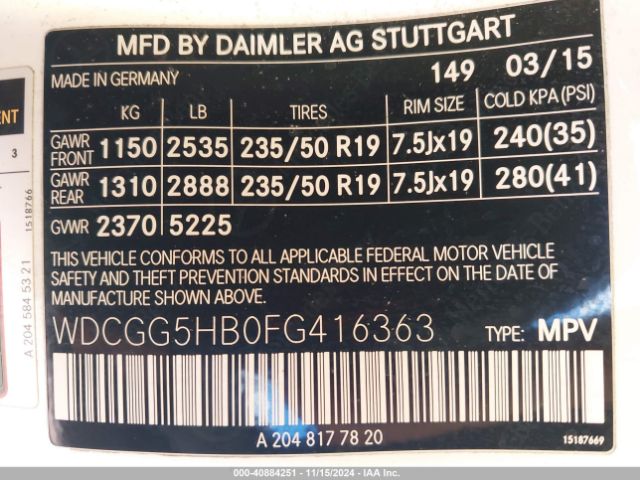 MFD BY DAIMLER AG STUTTGART
MADE IN GERMANY 149 03/15
KG LB TIRES RIM SIZE COLD KPA(PSI)
GAWR FRONT 1150 2535 235/50 R19 7.5Jx19 240(35)
GAWR REAR 1310 2888 235/50 R19 7.5Jx19 280(41)
GVWR 2370 5225
THIS VEHICLE CONFORMS TO ALL APPLICABLE FEDERAL MOTOR VEHICLE
SAFETY AND THEFT PREVENTION STANDARDS IN EFFECT ON THE DATE OF
MANUFACTURE SHOWN ABOVE.
WDCGG5HB0FG416363 TYPE: MPV
A 204 817 78 20
15187669
A 204 584 53 21
1518766
3
000-40884251 - 11/15/2024 - IAA Inc.